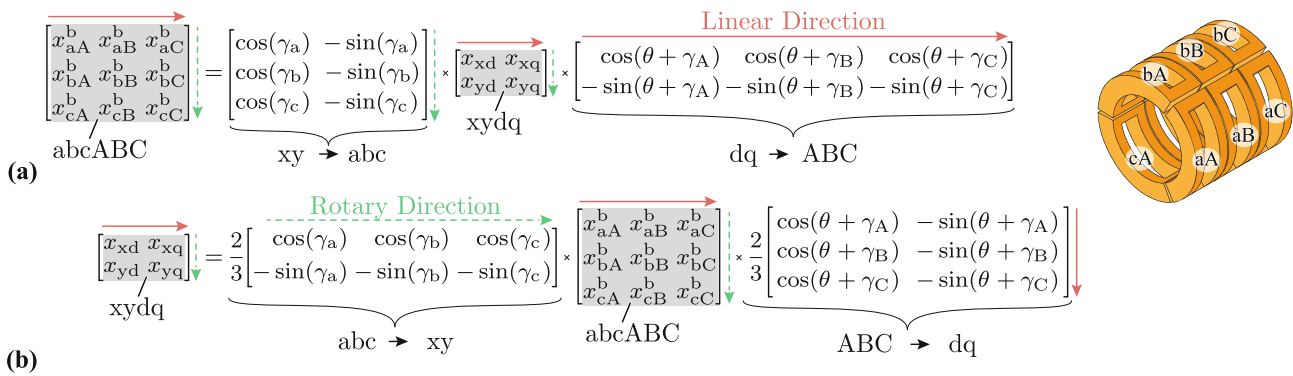 Linear Direction
[x^b_aA x^b_aB x^b_aC] [cos(γ_a) − sin(γ_a)] [x_xd x_xq] [cos(θ + γ_A) cos(θ + γ_B) cos(θ + γ_C)]
[x^b_bA x^b_bB x^b_bC] = [cos(γ_b) − sin(γ_b)] × [x_yd x_yq] × [− sin(θ + γ_A) − sin(θ + γ_B) − sin(θ + γ_C)]
[x^b_cA x^b_cB x^b_cC] [cos(γ_c) − sin(γ_c)]
xydq
abcABC
xy → abc
dq → ABC
(a)
bC
bB
bA
aC
aB
aA
cA
Rotary Direction
[x_xd x_xq] = 2/3 [cos(γ_a) cos(γ_b) cos(γ_c)] × [x^b_aA x^b_aB x^b_aC] × 2/3 [cos(θ + γ_A) − sin(θ + γ_A)]
[x_yd x_yq] [− sin(γ_a) − sin(γ_b) − sin(γ_c)] [x^b_bA x^b_bB x^b_bC] [cos(θ + γ_B) − sin(θ + γ_B)]
[x^b_cA x^b_cB x^b_cC] [cos(θ + γ_C) − sin(θ + γ_C)]
xydq
abc → xy
abcABC
ABC → dq
(b)